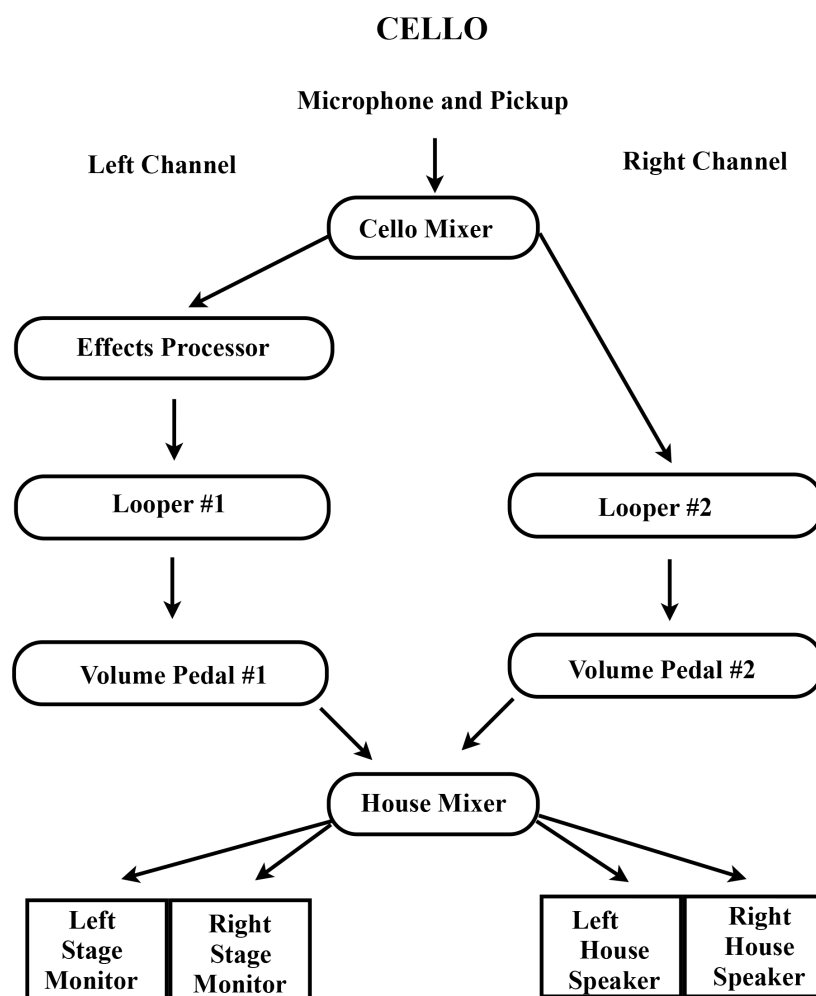 CELLO
Microphone and Pickup
Left Channel
Right Channel
Cello Mixer
Effects Processor
Looper #1
Looper #2
Volume Pedal #1
Volume Pedal #2
House Mixer
Left
Stage
Monitor
Right
Stage
Monitor
Left
House
Speaker
Right
House
Speaker